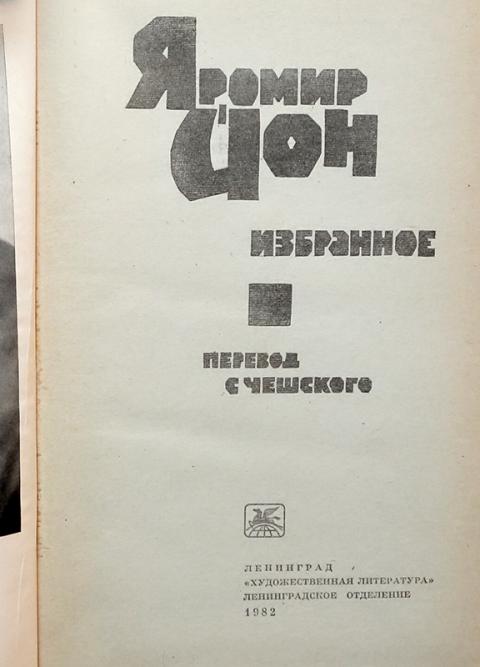 Яромир
Йон
ИЗБРАННОЕ
ПЕРЕВОД
С ЧЕШСКОГО
ЛЕНИНГРАД
«ХУДОЖЕСТВЕННАЯ ЛИТЕРАТУРА»
ЛЕНИНГРАДСКОЕ ОТДЕЛЕНИЕ
1982